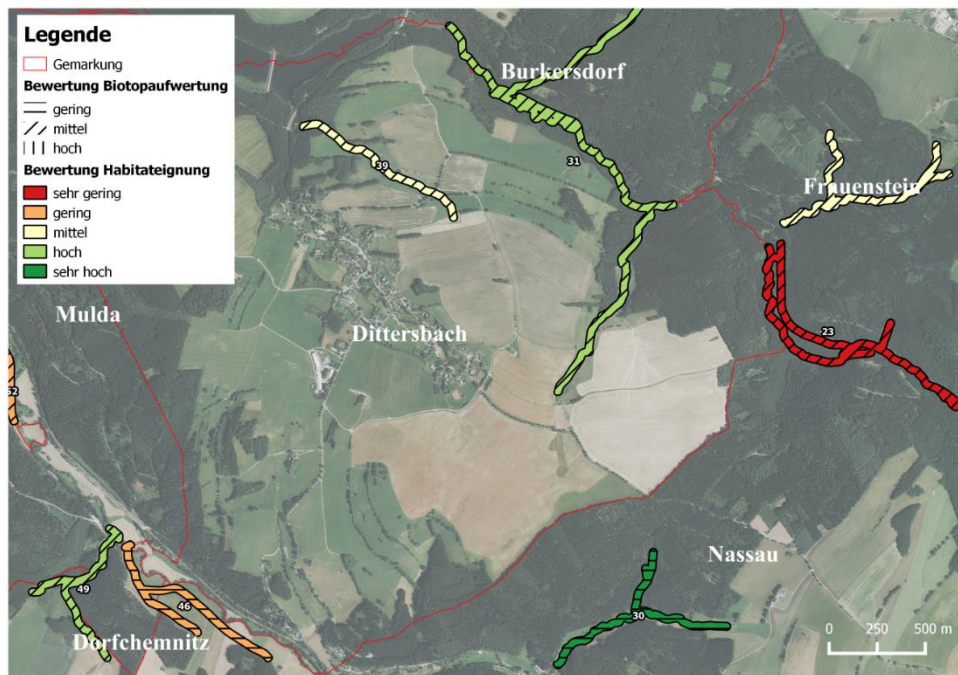 Legende
Gemarkung
Bewertung Biotopaufwertung
gering
mittel
hoch
Bewertung Habitateignung
sehr gering
gering
mittel
hoch
sehr hoch
Burkersdorf
39
31
Frauenstein
Mulda
Dittersbach
23
52
Nassau
49
46
30
Dorfchemnitz
0 250 500 m